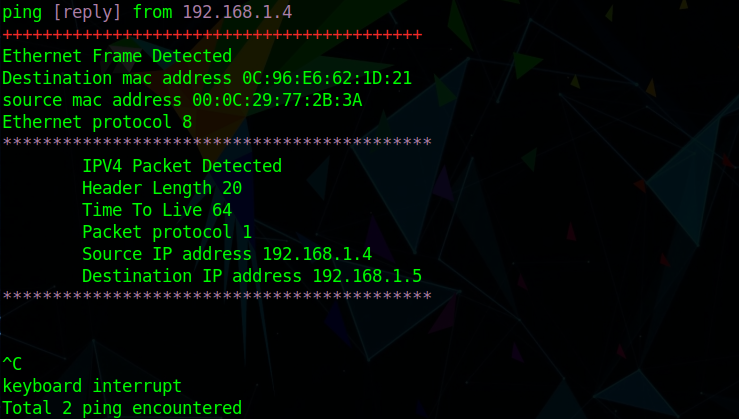 ping [reply] from 192.168.1.4
++++++++++++++++++++++++++++++++++++++++++
Ethernet Frame Detected
Destination mac address 0C:96:E6:62:1D:21
source mac address 00:0C:29:77:2B:3A
Ethernet protocol 8
*******************************************
        IPV4 Packet Detected
        Header Length 20
        Time To Live 64
        Packet protocol 1
        Source IP address 192.168.1.4
        Destination IP address 192.168.1.5
*******************************************
^C
keyboard interrupt
Total 2 ping encountered